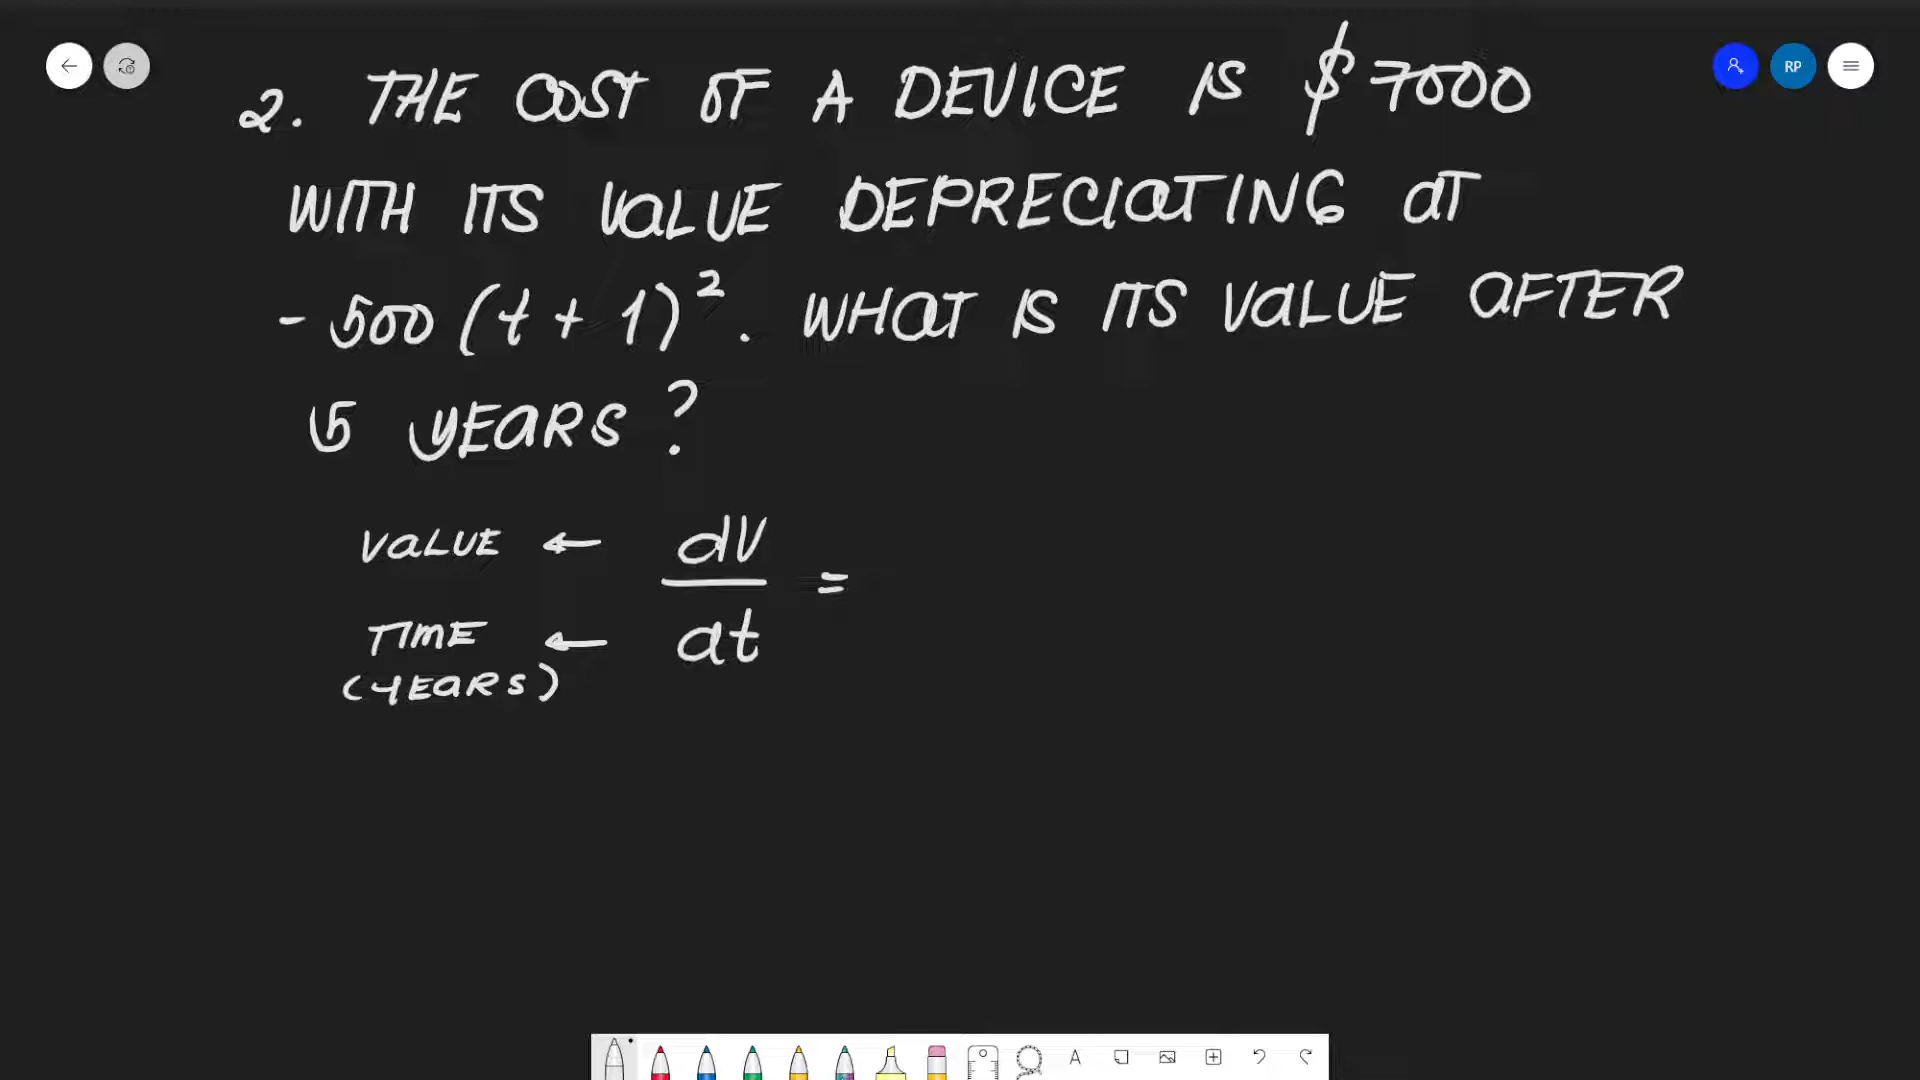 RP
2. THE COST OF A DEVICE IS $7000
WITH ITS VALUE DEPRECIATING AT
- 500 (t + 1)². WHAT IS ITS VALUE AFTER
5 YEARS?
VALUE ← dV
=
TIME ← dt
(YEARS)
A